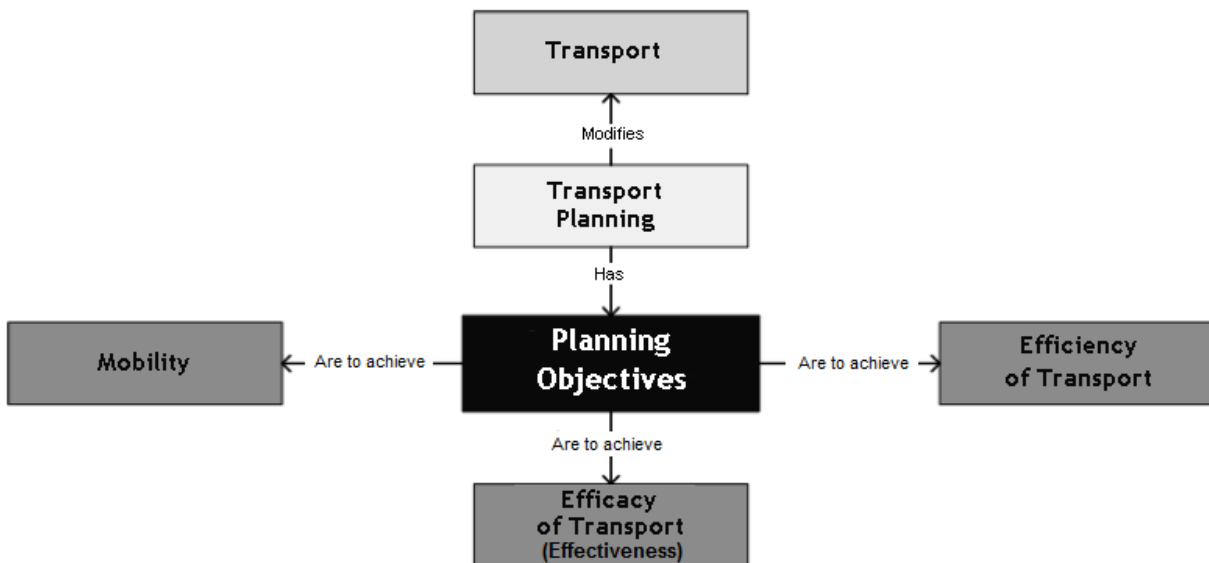 Transport
Modifies
Transport
Planning
Has
Planning
Objectives
Mobility
Are to achieve
Are to achieve
Efficiency
of Transport
Are to achieve
Efficacy
of Transport
(Effectiveness)